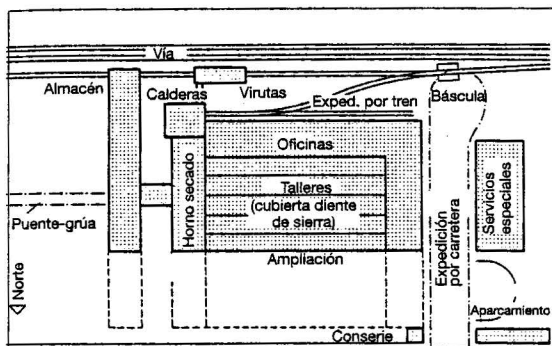 Vía
Almacén
Calderas
Virutas
Exped. por tren
Báscula
Oficinas
Horno secado
Talleres
(cubierta diente
de sierra)
Puente-grúa
Expedición
por carretera
Servicios
especiales
Ampliación
Norte
Aparcamiento
Conserie